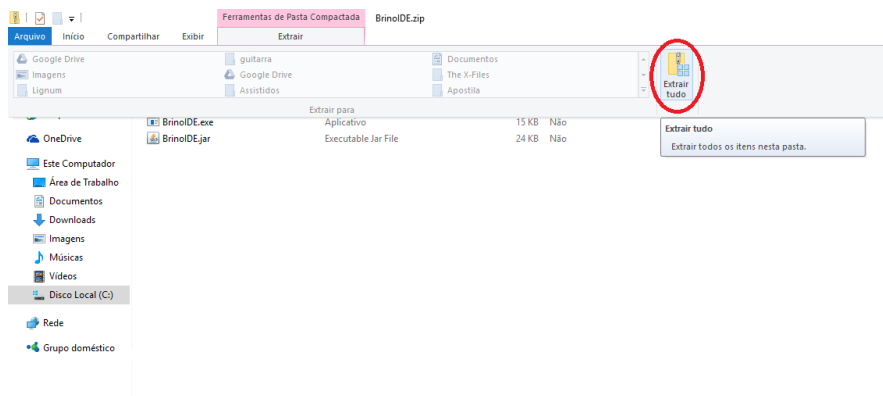 Ferramentas de Pasta Compactada BrinoIDE.zip
Arquivo Início Compartilhar Exibir Extrair
Google Drive guitarra Documentos
Imagens Google Drive The X-Files
Lignum Assistidos Apostila
Extrair tudo
Extrair para
BrinoIDE.exe Aplicativo 15 KB Não
Extrair tudo
OneDrive BrinoIDE.jar Executable Jar File 24 KB Não
Extrair todos os itens nesta pasta.
Este Computador
Área de Trabalho
Documentos
Downloads
Imagens
Músicas
Vídeos
Disco Local (C:)
Rede
Grupo doméstico